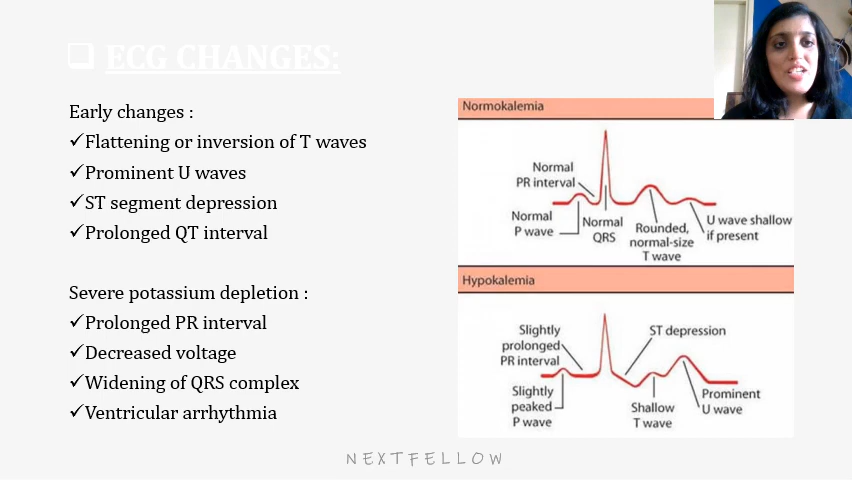 ❑ ECG CHANGES:
Early changes :
✓Flattening or inversion of T waves
✓Prominent U waves
✓ST segment depression
✓Prolonged QT interval
Severe potassium depletion :
✓Prolonged PR interval
✓Decreased voltage
✓Widening of QRS complex
✓Ventricular arrhythmia
Normokalemia
Normal
PR interval
Normal
P wave
Normal
QRS
Rounded,
normal-size
T wave
U wave shallow
if present
Hypokalemia
Slightly
prolonged
PR interval
Slightly
peaked
P wave
ST depression
Shallow
T wave
Prominent
U wave
NEXTFELLOW